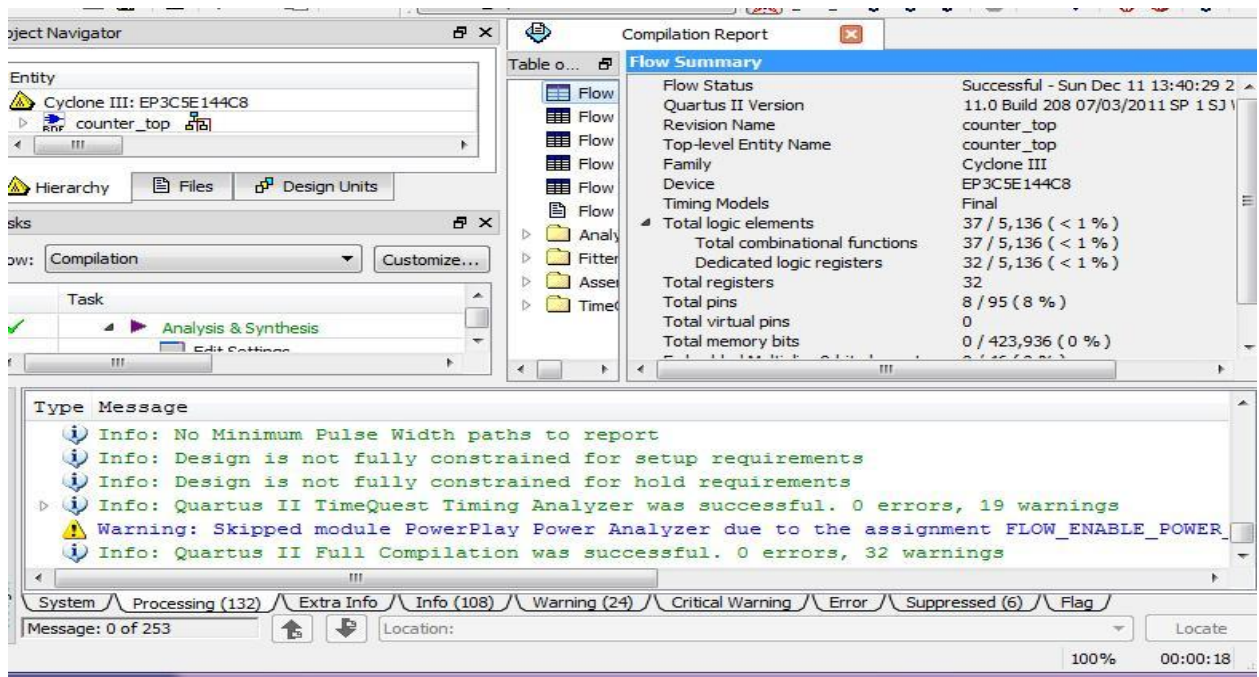 oject Navigator
Entity
Cyclone III: EP3C5E144C8
counter_top
Hierarchy Files Design Units
sks
ow: Compilation Customize...
Task
Analysis & Synthesis
Edit Settings
Compilation Report
Table o... Flow Summary
Flow
Flow
Flow
Flow
Flow
Flow
Analy
Fitter
Asser
Time
Flow Status Successful - Sun Dec 11 13:40:29 2
Quartus II Version 11.0 Build 208 07/03/2011 SP 1 SJ
Revision Name counter_top
Top-level Entity Name counter_top
Family Cyclone III
Device EP3C5E144C8
Timing Models Final
Total logic elements 37 / 5,136 ( < 1 % )
Total combinational functions 37 / 5,136 ( < 1 % )
Dedicated logic registers 32 / 5,136 ( < 1 % )
Total registers 32
Total pins 8 / 95 ( 8 % )
Total virtual pins 0
Total memory bits 0 / 423,936 ( 0 % )
Type Message
Info: No Minimum Pulse Width paths to report
Info: Design is not fully constrained for setup requirements
Info: Design is not fully constrained for hold requirements
Info: Quartus II TimeQuest Timing Analyzer was successful. 0 errors, 19 warnings
Warning: Skipped module PowerPlay Power Analyzer due to the assignment FLOW_ENABLE_POWER_
Info: Quartus II Full Compilation was successful. 0 errors, 32 warnings
System Processing (132) Extra Info Info (108) Warning (24) Critical Warning Error Suppressed (6) Flag
Message: 0 of 253 Location: Locate
100% 00:00:18